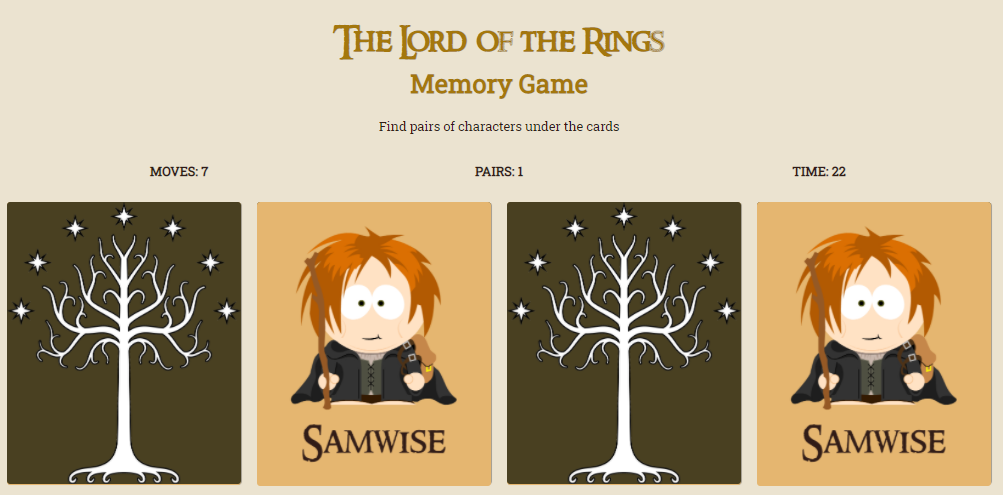 The Lord of the Rings
Memory Game
Find pairs of characters under the cards
MOVES: 7 PAIRS: 1 TIME: 22
Samwise Samwise